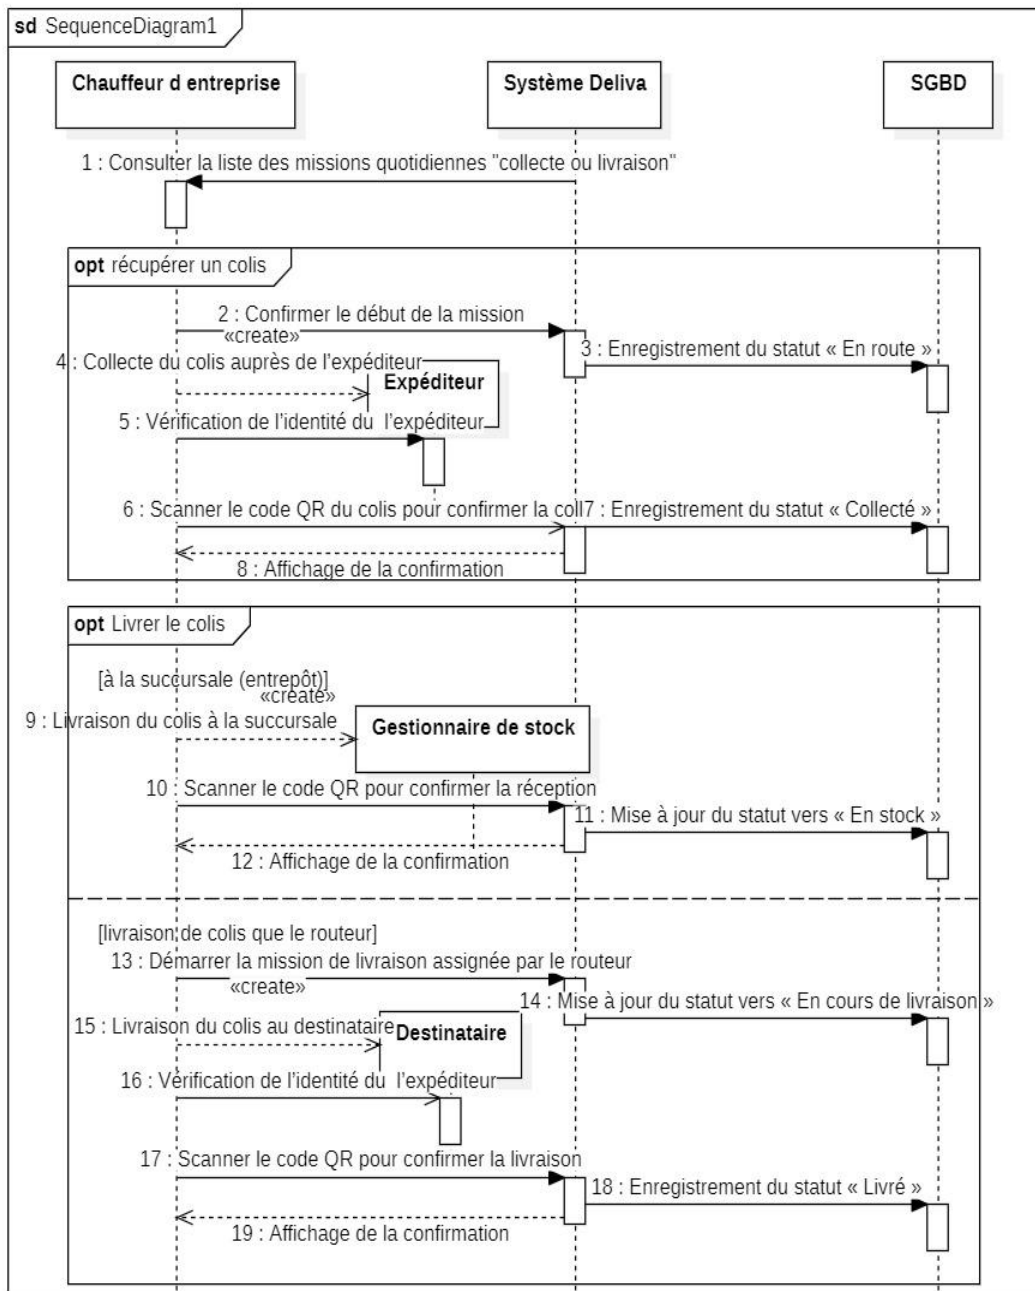 sd SequenceDiagram1
Chauffeur d entreprise
Système Deliva
SGBD
1 : Consulter la liste des missions quotidiennes "collecte ou livraison"
opt récupérer un colis
2 : Confirmer le début de la mission
«create»
3 : Enregistrement du statut « En route »
4 : Collecte du colis auprès de l'expéditeur
Expéditeur
5 : Vérification de l'identité du  l'expéditeur
6 : Scanner le code QR du colis pour confirmer la coll
7 : Enregistrement du statut « Collecté »
8 : Affichage de la confirmation
opt Livrer le colis
[à la succursale (entrepôt)]
«create»
9 : Livraison du colis à la succursale
Gestionnaire de stock
10 : Scanner le code QR pour confirmer la réception
11 : Mise à jour du statut vers « En stock »
12 : Affichage de la confirmation
[livraison de colis que le routeur]
13 : Démarrer la mission de livraison assignée par le routeur
«create»
14 : Mise à jour du statut vers « En cours de livraison »
15 : Livraison du colis au destinataire
Destinataire
16 : Vérification de l'identité du  l'expéditeur
17 : Scanner le code QR pour confirmer la livraison
18 : Enregistrement du statut « Livré »
19 : Affichage de la confirmation